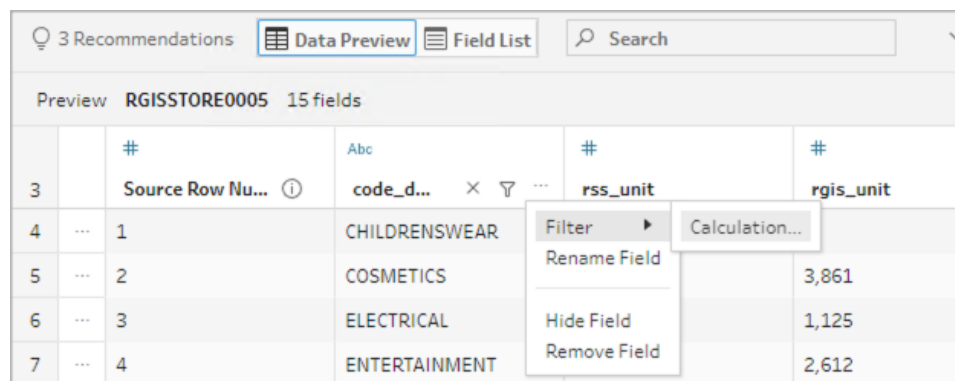 3 Recommendations Data Preview Field List Search
Preview RGISSTORE0005 15 fields
# Abc # #
3 Source Row Nu... code_d... rss_unit rgis_unit
4 1 CHILDRENSWEAR Filter Calculation...
Rename Field
5 2 COSMETICS 3,861
6 3 ELECTRICAL Hide Field 1,125
Remove Field
7 4 ENTERTAINMENT 2,612